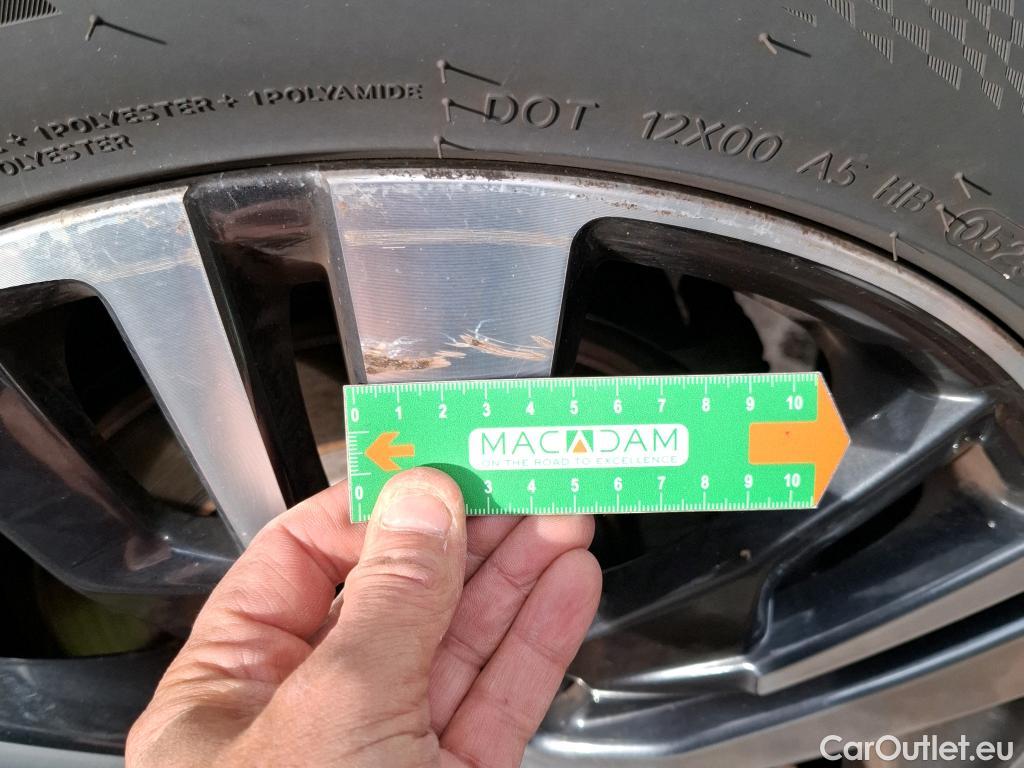 + 1POLYESTER + 1POLYAMIDE
DOT 12X00 A5 HB
0 1 2 3 4 5 6 7 8 9 10
MACADAM
ON THE ROAD TO EXCELLENCE
0 3 4 5 6 7 8 9 10
CarOutlet.eu